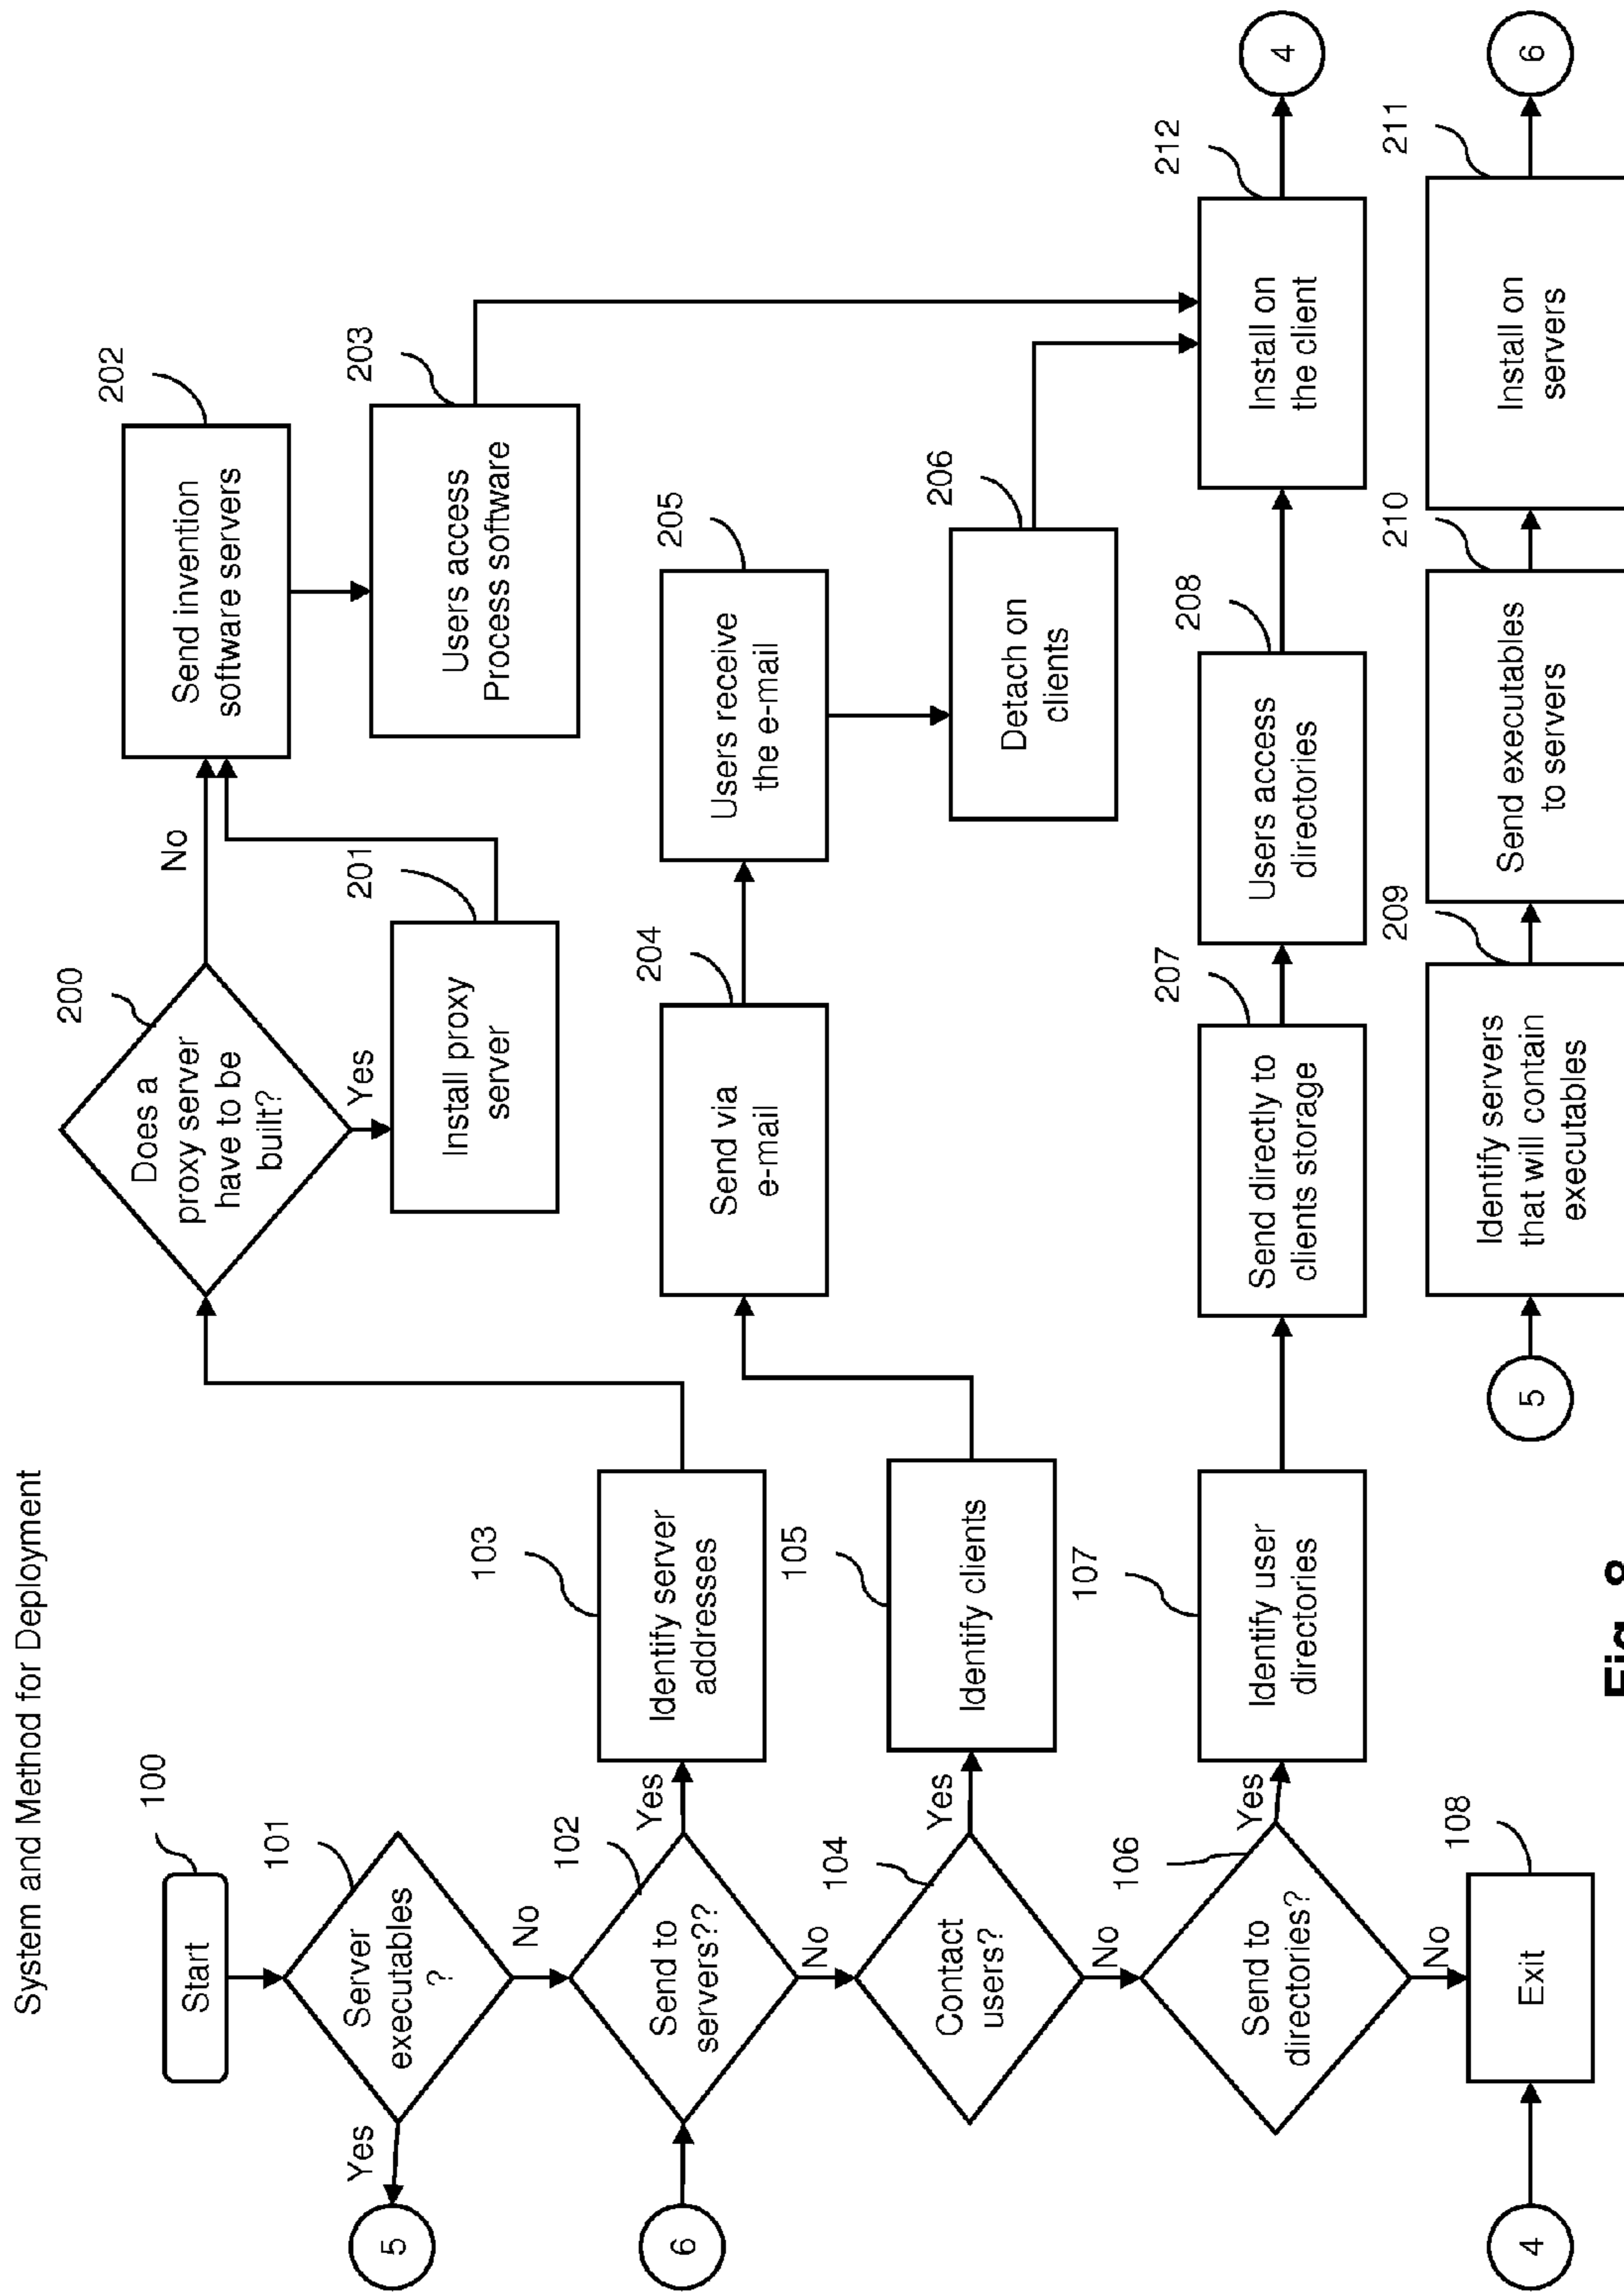 System and Method for Deployment
100
Start
101
Server
executables
?
Yes
5
No
102
Send to
servers??
6
Yes
103
Identify server
addresses
No
104
Contact
users?
Yes
105
Identify clients
No
106
Send to
directories?
Yes
107
Identify user
directories
No
108
Exit
4
200
Does a
proxy server
have to be
built?
No
Yes
201
Install proxy
server
202
Send invention
software servers
203
Users access
Process software
204
Send via
e-mail
205
Users receive
the e-mail
206
Detach on
clients
207
Send directly to
clients storage
208
Users access
directories
212
Install on
the client
4
5
209
Identify servers
that will contain
executables
210
Send executables
to servers
211
Install on
servers
6
Fig. 8